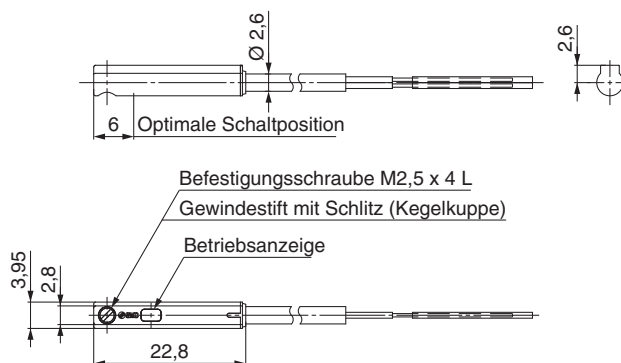 Ø 2,6
2,6
6
Optimale Schaltposition
Befestigungsschraube M2,5 x 4 L
Gewindestift mit Schlitz (Kegelkuppe)
Betriebsanzeige
3,95
2,8
22,8